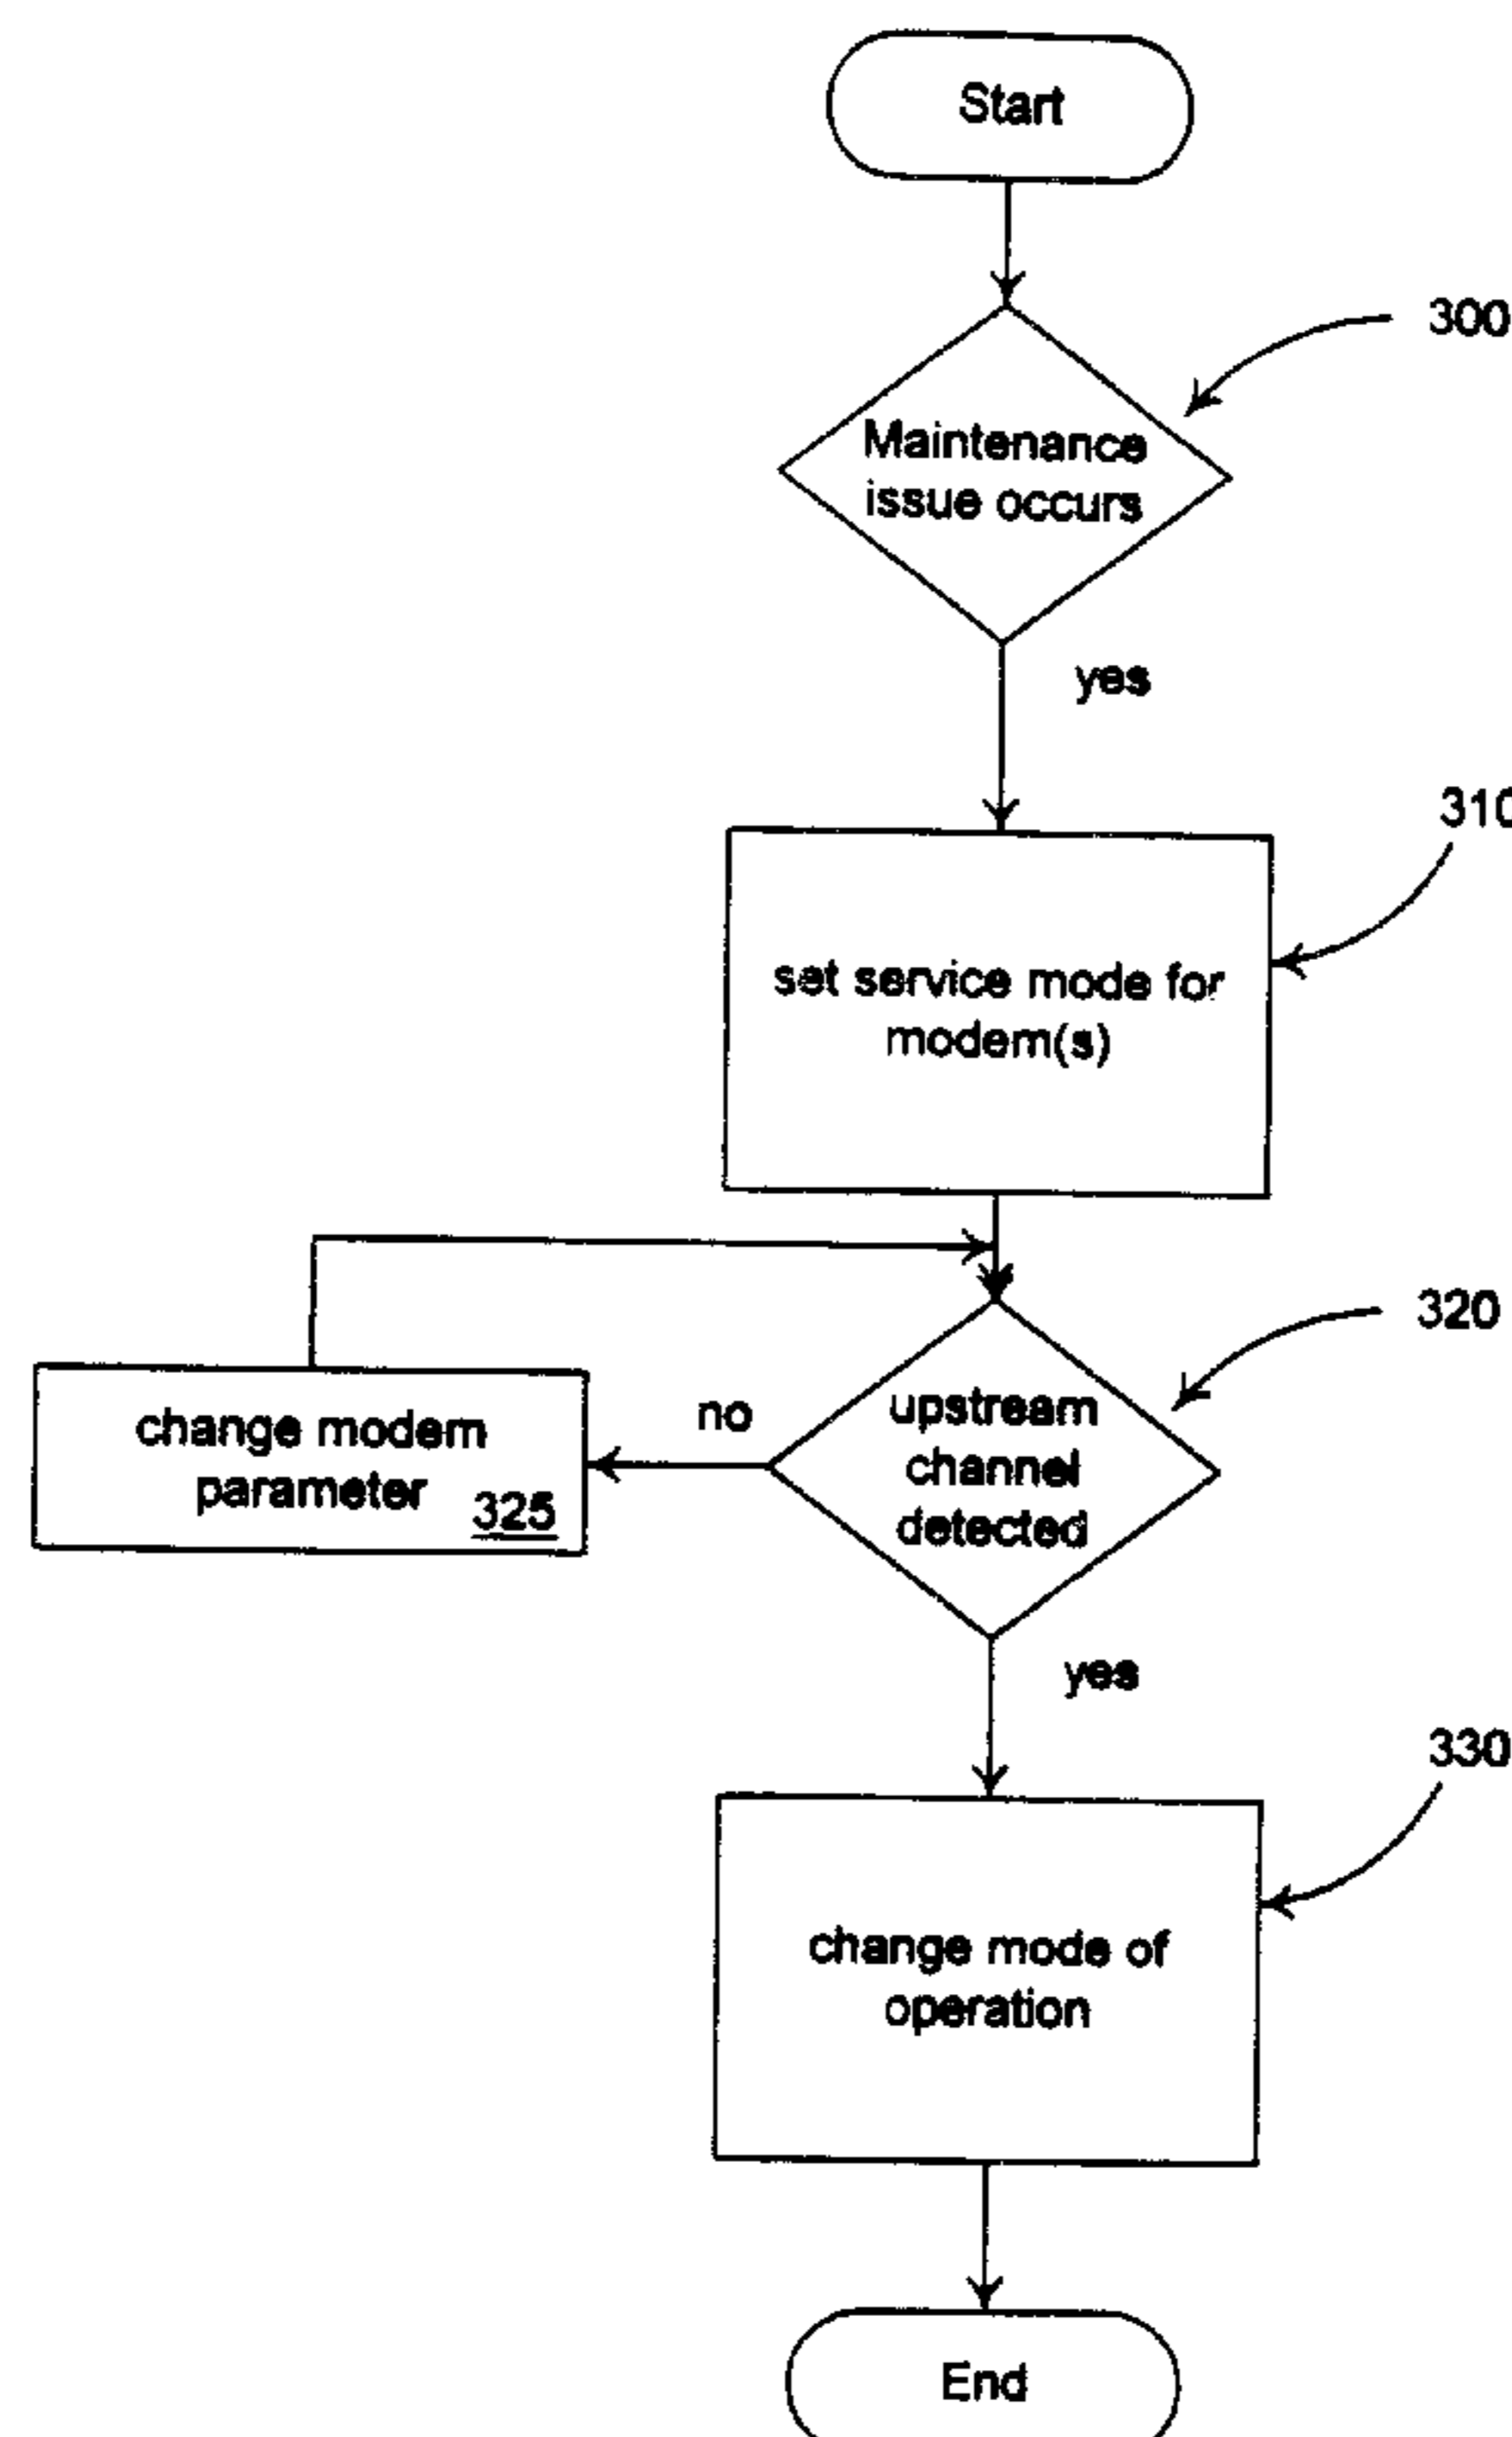 Start
300
Maintenance
issue occurs
yes
310
set service mode for
modem(s)
320
upstream
channel
detected
no
change modem
parameter
325
yes
330
change mode of
operation
End